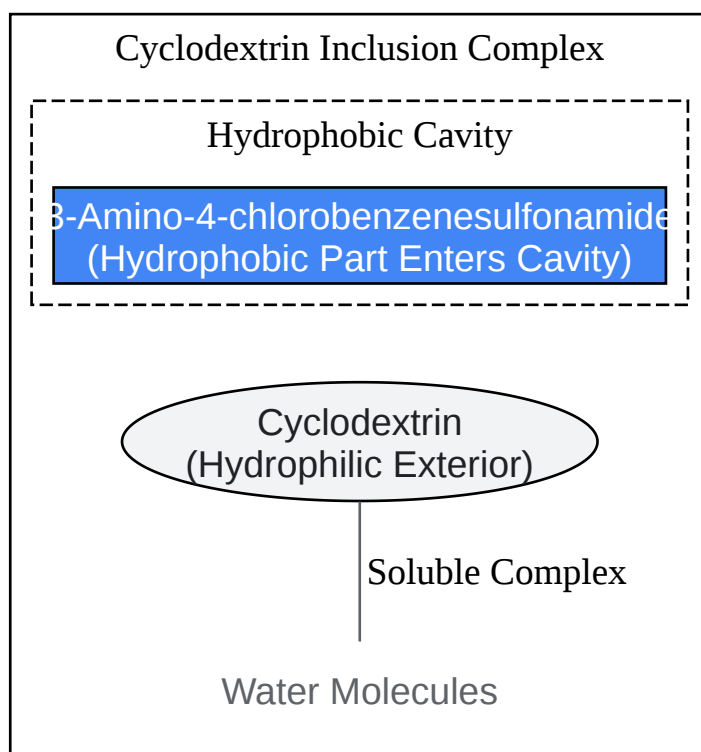 Cyclodextrin Inclusion Complex
Hydrophobic Cavity
3-Amino-4-chlorobenzenesulfonamide
(Hydrophobic Part Enters Cavity)
Cyclodextrin
(Hydrophilic Exterior)
Soluble Complex
Water Molecules